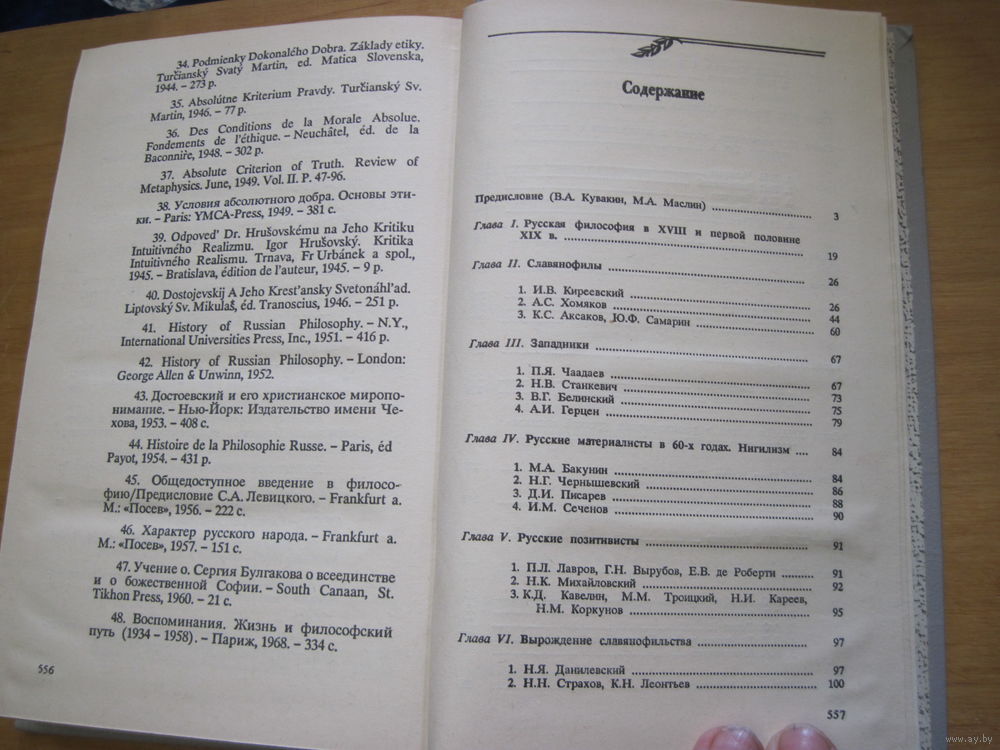 34. Podmienky Dokonalého Dobra. Základy etiky.
Turčianský Svatý Martin, ed. Matica Slovenska,
1944. – 273 p.
35. Absolútne Kriterium Pravdy. Turčianský Sv.
Martin, 1946. – 77 p.
36. Des Conditions de la Morale Absolue.
Fondements de l'éthique. – Neuchâtel, éd. de la
Baconnïre, 1948. – 302 p.
37. Absolute Criterion of Truth. Review of
Metaphysics. June, 1949. Vol. II. P. 47-96.
38. Условия абсолютного добра. Основы эти-
ки. – Paris: YMCA-Press, 1949. – 381 с.
39. Odpoved' Dr. Hrušovskému na Jeho Kritiku
Intuitivného Realizmu. Igor Hrušovský. Kritika
Intuitivného Realismu. Trnava, Fr Urbánek a spol.,
1945. – Bratislava, édition de l'auteur, 1945. – 9 p.
40. Dostojevskij A Jeho Krest'ansky Svetonáhl'ad.
Liptovský Sv. Mikulaš, éd. Tranoscius, 1946. – 251 p.
41. History of Russian Philosophy. – N.Y.,
International Universities Press, Inc., 1951. – 416 p.
42. History of Russian Philosophy. – London:
George Allen & Unwinn, 1952.
43. Достоевский и его христианское миропо-
нимание. – Нью-Йорк: Издательство имени Че-
хова, 1953. – 408 с.
44. Histoire de la Philosophie Russe. – Paris, éd
Payot, 1954. – 431 p.
45. Общедоступное введение в филосо-
фию/Предисловие С.А. Левицкого. – Frankfurt a.
M.: «Посев», 1956. – 222 с.
46. Характер русского народа. – Frankfurt a.
M.: «Посев», 1957. – 151 с.
47. Учение о. Сергия Булгакова о всеединстве
и о божественной Софии. – South Canaan, St.
Tikhon Press, 1960. – 21 с.
48. Воспоминания. Жизнь и философский
путь (1934 – 1958). – Париж, 1968. – 334 с.
556
Содержание
Предисловие (В.А. Кувакин, М.А. Маслин) 3
Глава I. Русская философия в XVIII и первой половине
XIX в. 19
Глава II. Славянофилы 26
1. И.В. Киреевский 26
2. А.С. Хомяков 44
3. К.С. Аксаков, Ю.Ф. Самарин 60
Глава III. Западники 67
1. П.Я. Чаадаев 67
2. Н.В. Станкевич 73
3. В.Г. Белинский 75
4. А.И. Герцен 79
Глава IV. Русские материалисты в 60-х годах. Нигилизм 84
1. М.А. Бакунин 84
2. Н.Г. Чернышевский 86
3. Д.И. Писарев 88
4. И.М. Сеченов 90
Глава V. Русские позитивисты 91
1. П.Л. Лавров, Г.Н. Вырубов, Е.В. де Роберти 91
2. Н.К. Михайловский 92
3. К.Д. Кавелин, М.М. Троицкий, Н.И. Кареев,
Н.М. Коркунов 95
Глава VI. Вырождение славянофильства 97
1. Н.Я. Данилевский 97
2. Н.Н. Страхов, К.Н. Леонтьев 100
557
www.ay.by